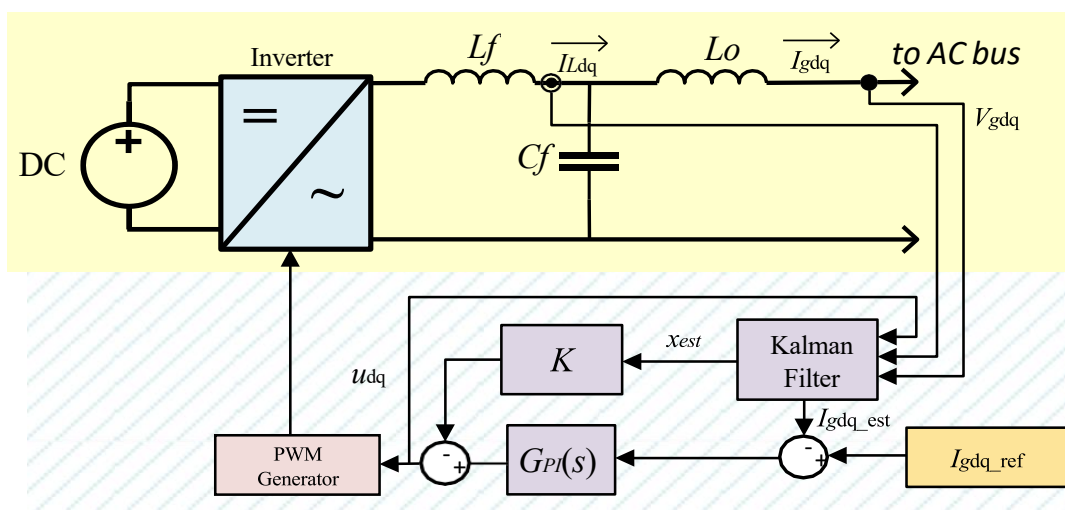 Inverter
Lf
ILdq
Lo
Igdq
to AC bus
Vgdq
=
+
DC
~
Cf
K
xest
Kalman
Filter
udq
Igdq_est
PWM
Generator
-
+
GPI(s)
-
+
Igdq_ref